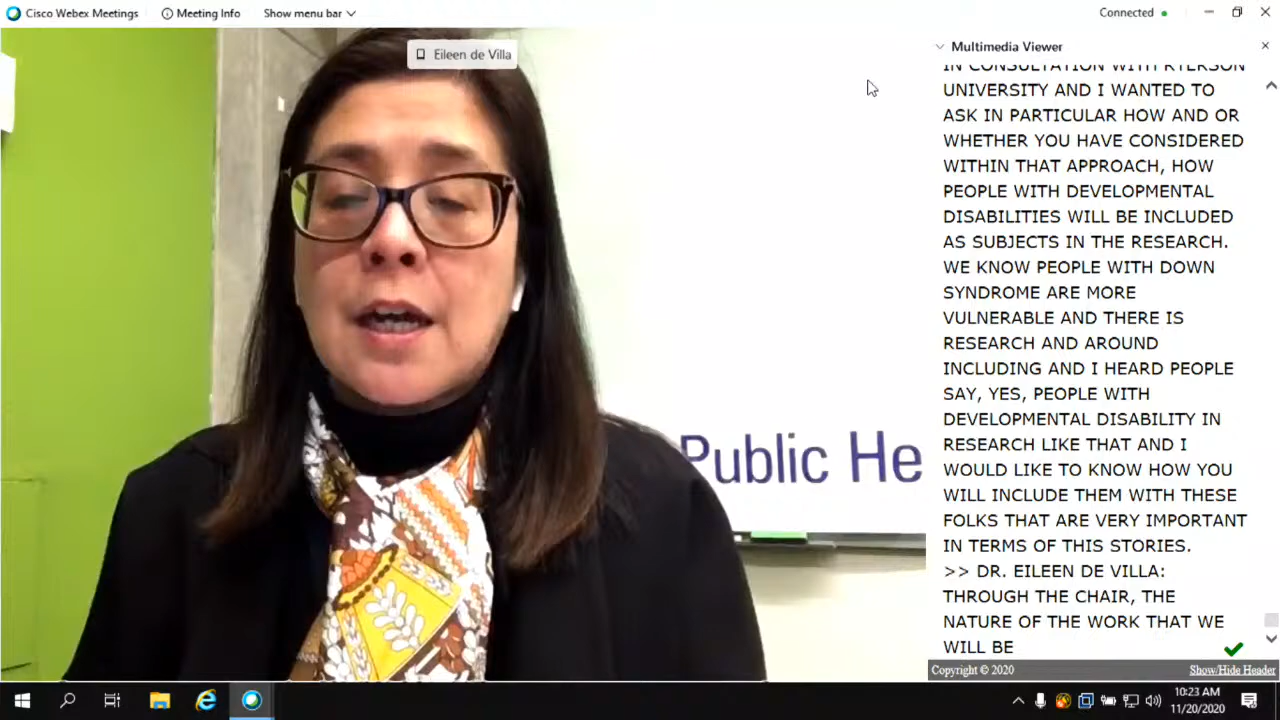 Cisco Webex Meetings
Meeting Info
Show menu bar
Connected
Eileen de Villa
Multimedia Viewer
IN CONSULTATION WITH RYERSON
UNIVERSITY AND I WANTED TO
ASK IN PARTICULAR HOW AND OR
WHETHER YOU HAVE CONSIDERED
WITHIN THAT APPROACH, HOW
PEOPLE WITH DEVELOPMENTAL
DISABILITIES WILL BE INCLUDED
AS SUBJECTS IN THE RESEARCH.
WE KNOW PEOPLE WITH DOWN
SYNDROME ARE MORE
VULNERABLE AND THERE IS
RESEARCH AND AROUND
INCLUDING AND I HEARD PEOPLE
SAY, YES, PEOPLE WITH
DEVELOPMENTAL DISABILITY IN
RESEARCH LIKE THAT AND I
WOULD LIKE TO KNOW HOW YOU
WILL INCLUDE THEM WITH THESE
FOLKS THAT ARE VERY IMPORTANT
IN TERMS OF THIS STORIES.
>> DR. EILEEN DE VILLA:
THROUGH THE CHAIR, THE
NATURE OF THE WORK THAT WE
WILL BE
Public He
Copyright © 2020
Show/Hide Header
10:23 AM
11/20/2020